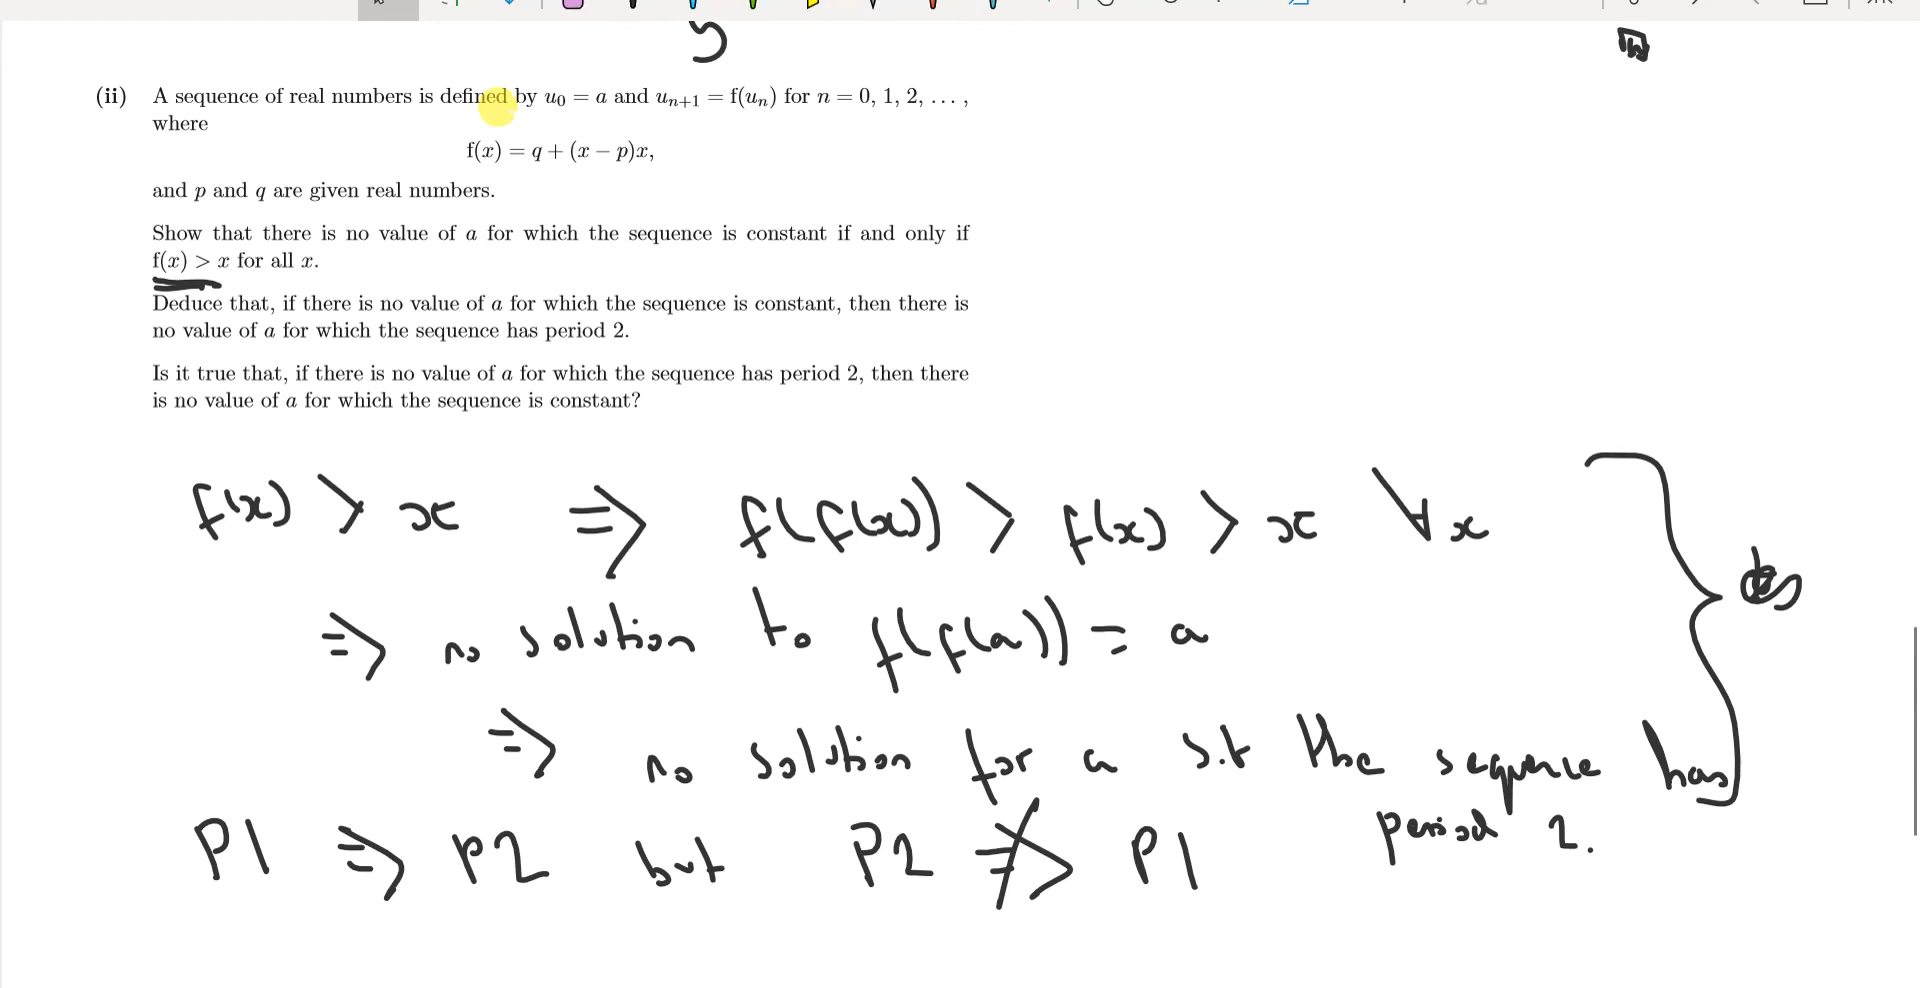 (ii) A sequence of real numbers is defined by u₀ = a and uₙ₊₁ = f(uₙ) for n = 0, 1, 2, ... ,
where
f(x) = q + (x − p)x,
and p and q are given real numbers.
Show that there is no value of a for which the sequence is constant if and only if
f(x) > x for all x.
Deduce that, if there is no value of a for which the sequence is constant, then there is
no value of a for which the sequence has period 2.
Is it true that, if there is no value of a for which the sequence has period 2, then there
is no value of a for which the sequence is constant?
f(x) > x ⇒ f(f(x)) > f(x) > x ∀x
⇒ no solution to f(f(a)) = a
⇒ no solution for a s.t the sequence has
period 2.
P1 ⇒ P2 but P2 ⇏ P1